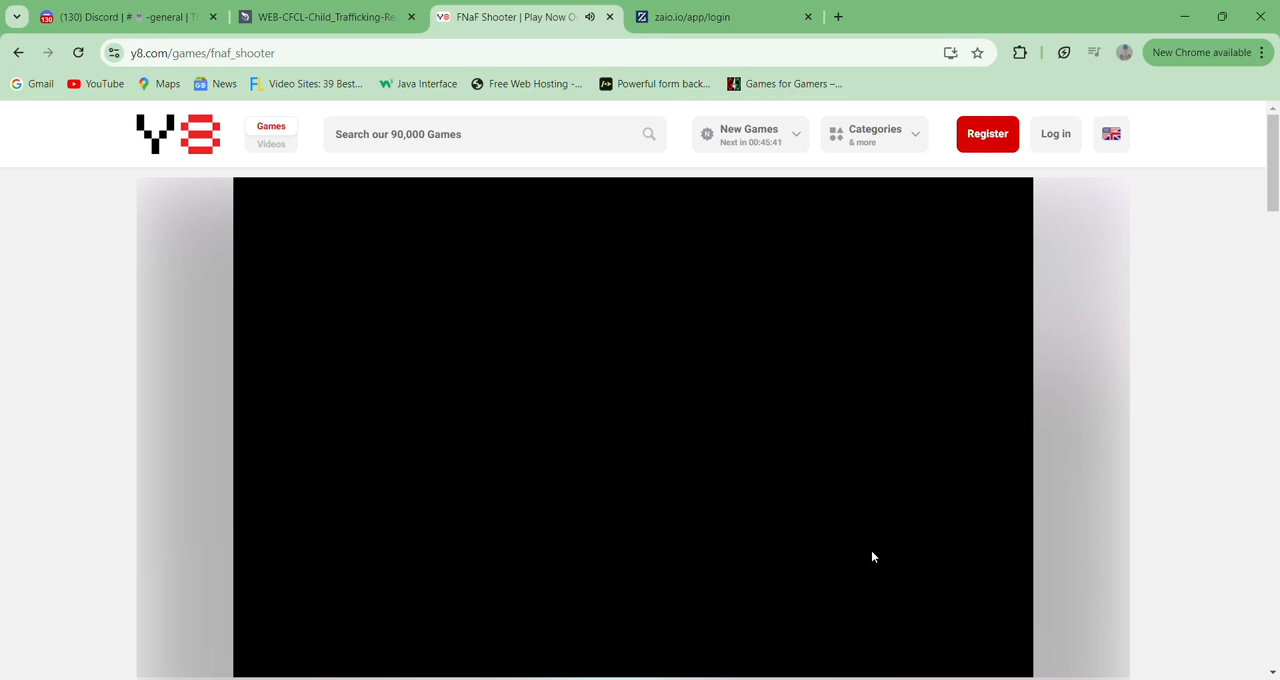 (130) Discord | # -general | T
WEB-CFCL-Child_Trafficking-Re
FNaF Shooter | Play Now O
zaio.io/app/login
y8.com/games/fnaf_shooter
New Chrome available
Gmail
YouTube
Maps
News
Video Sites: 39 Best...
Java Interface
Free Web Hosting -...
Powerful form back...
Games for Gamers –...
Y8
Games
Videos
Search our 90,000 Games
New Games
Next in 00:45:41
Categories
& more
Register
Log in